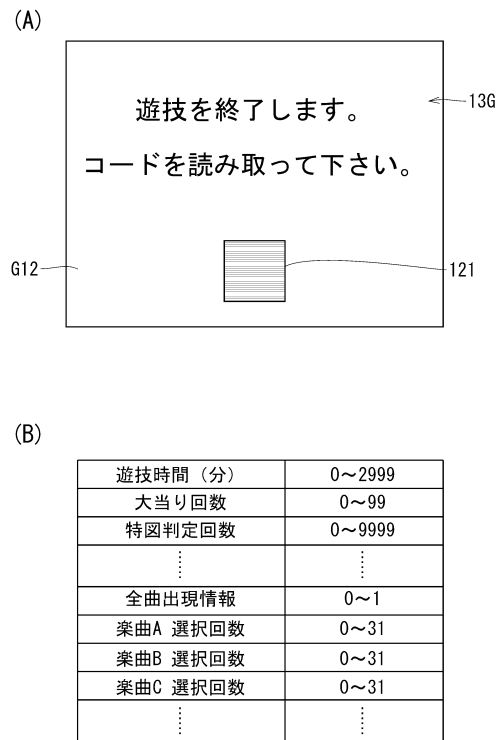 (A)
遊技を終了します。
13G
コードを読み取って下さい。
G12
121
(B)
遊技時間（分） 0～2999
大当り回数 0～99
特図判定回数 0～9999
全曲出現情報 0～1
楽曲A 選択回数 0～31
楽曲B 選択回数 0～31
楽曲C 選択回数 0～31